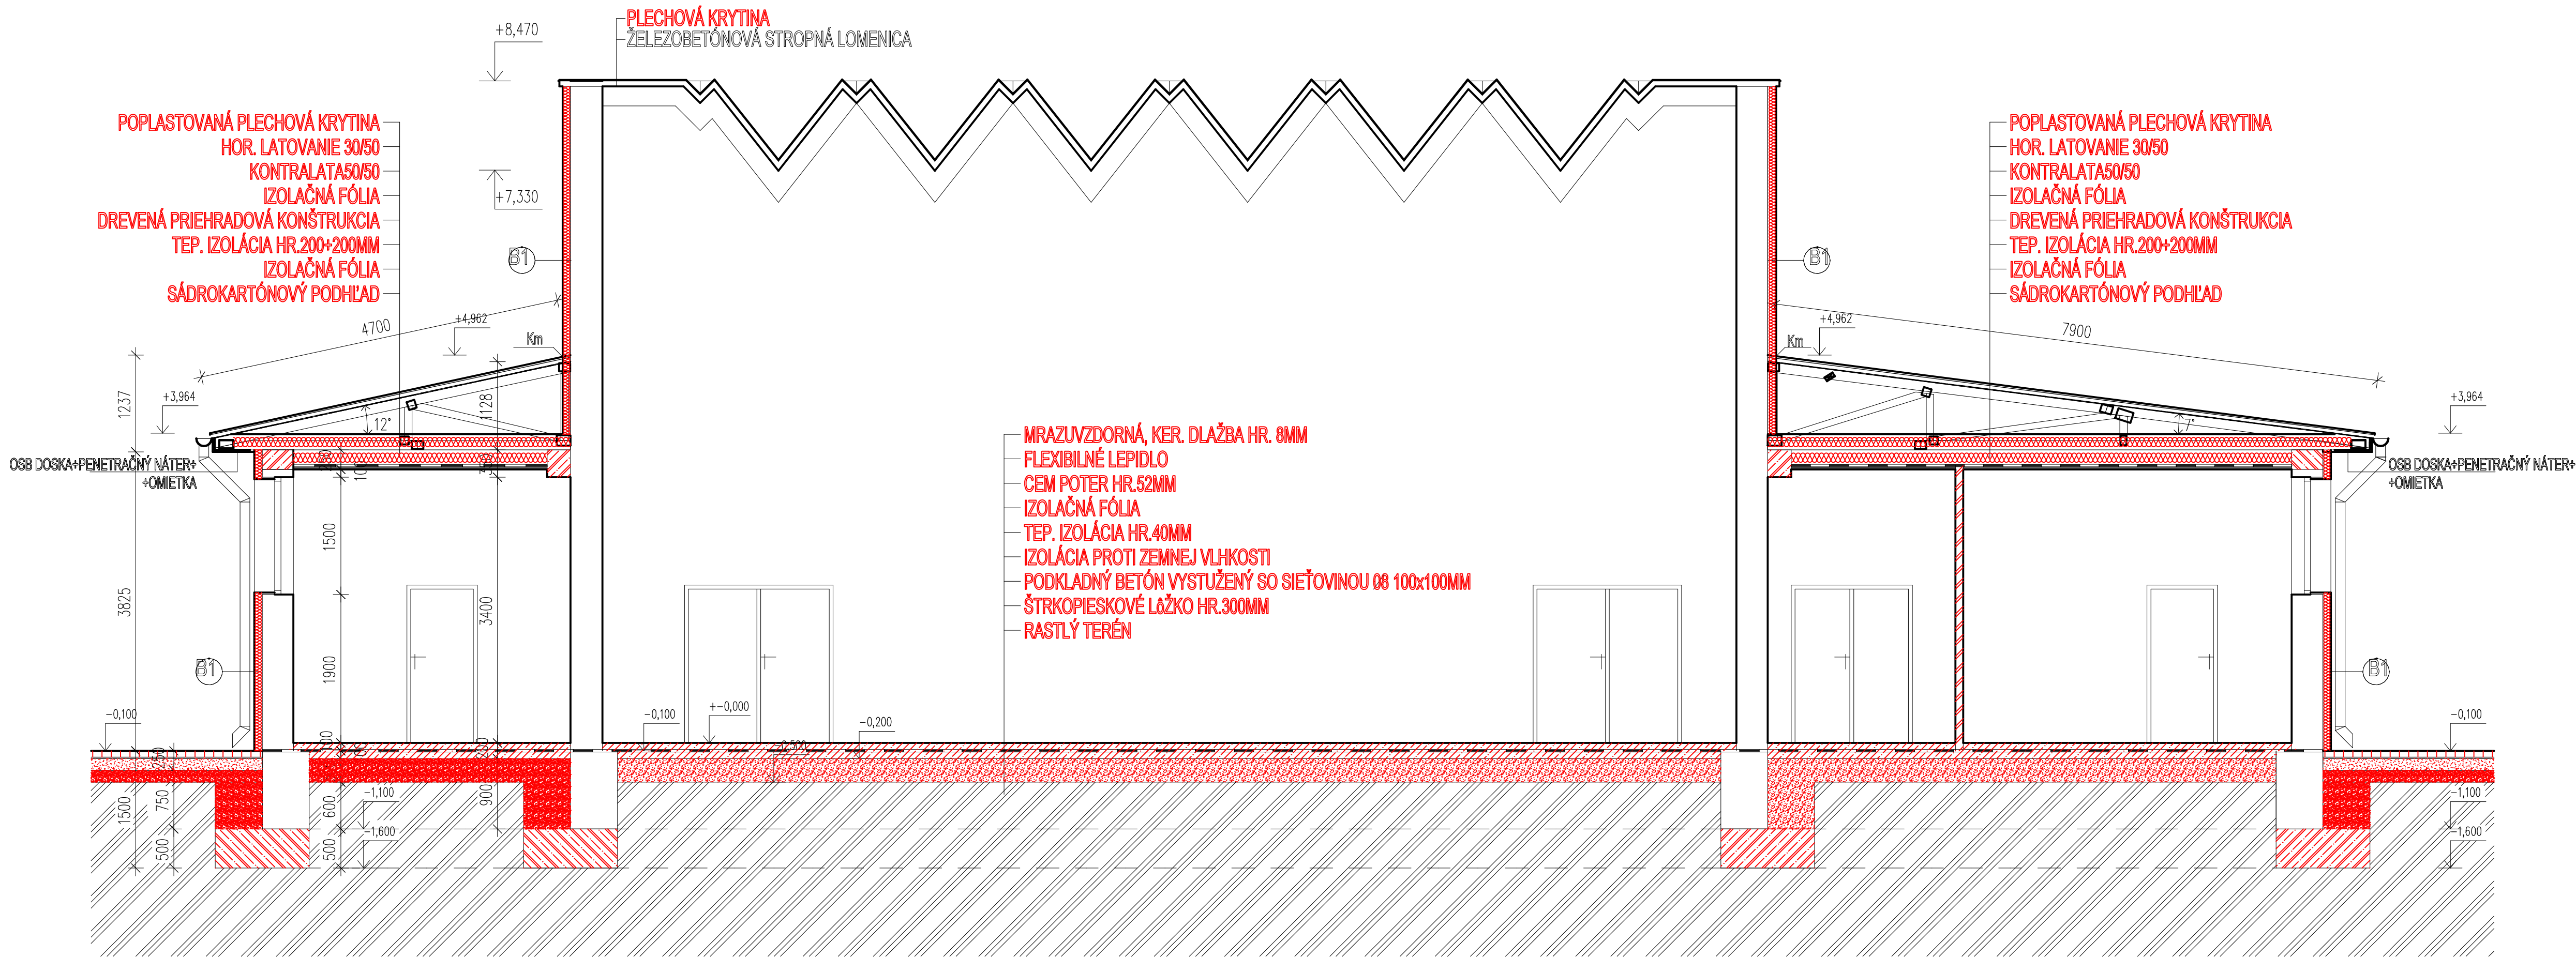 +8,470
PLECHOVÁ KRYTINA
ŽELEZOBETÓNOVÁ STROPNÁ LOMENICA
POPLASTOVANÁ PLECHOVÁ KRYTINA
HOR. LATOVANIE 30/50
KONTRALATA50/50
IZOLAČNÁ FÓLIA
DREVENÁ PRIEHRADOVÁ KONŠTRUKCIA
TEP. IZOLÁCIA HR.200+200MM
IZOLAČNÁ FÓLIA
SÁDROKARTÓNOVÝ PODHĽAD
+7,330
B1
4700
+4,962
Km
1237
+3,964
12°
1128
POPLASTOVANÁ PLECHOVÁ KRYTINA
HOR. LATOVANIE 30/50
KONTRALATA50/50
IZOLAČNÁ FÓLIA
DREVENÁ PRIEHRADOVÁ KONŠTRUKCIA
TEP. IZOLÁCIA HR.200+200MM
IZOLAČNÁ FÓLIA
SÁDROKARTÓNOVÝ PODHĽAD
B1
+4,962
Km
7900
7°
+3,964
OSB DOSKA+PENETRAČNÝ NÁTER+
+OMIETKA
OSB DOSKA+PENETRAČNÝ NÁTER+
+OMIETKA
MRAZUVZDORNÁ, KER. DLAŽBA HR. 8MM
FLEXIBILNÉ LEPIDLO
CEM POTER HR.52MM
IZOLAČNÁ FÓLIA
TEP. IZOLÁCIA HR.40MM
IZOLÁCIA PROTI ZEMNEJ VLHKOSTI
PODKLADNÝ BETÓN VYSTUŽENÝ SO SIEŤOVINOU Ø8 100x100MM
ŠTRKOPIESKOVÉ LôŽKO HR.300MM
RASTLÝ TERÉN
3825
1500
1900
3400
B1
B1
-0,100
-0,100
+-0,000
-0,200
-0,500
-0,100
1500
750
500
600
500
900
-1,100
-1,600
-1,100
-1,600